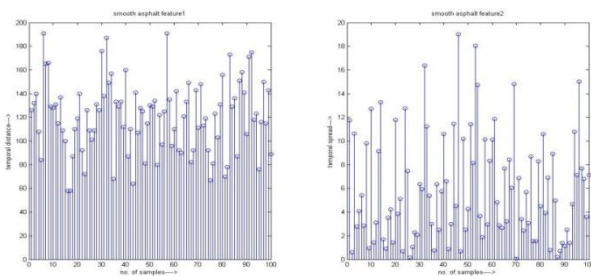 smooth asphalt feature1
200
180
160
140
120
100
80
60
40
20
0
temporal distance--->
0 10 20 30 40 50 60 70 80 90 100
no. of samples---->
smooth asphalt feature2
20
18
16
14
12
10
8
6
4
2
0
temporal spread--->
0 10 20 30 40 50 60 70 80 90 100
no. of samples---->